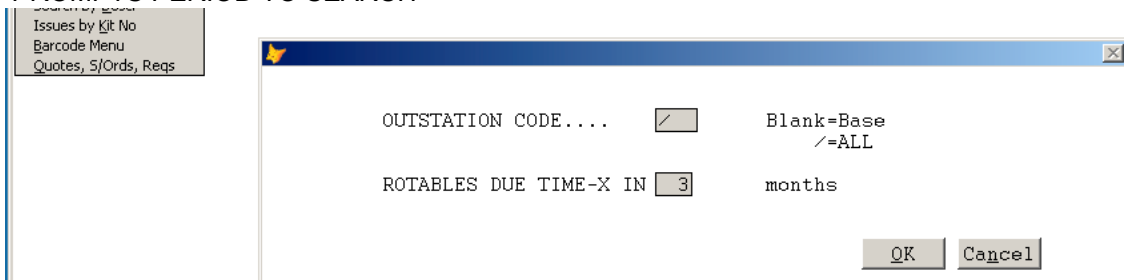 Issues by Kit No
Barcode Menu
Quotes, S/Ords, Reqs
OUTSTATION CODE.... / Blank=Base
/=ALL
ROTABLES DUE TIME-X IN 3 months
OK Cancel